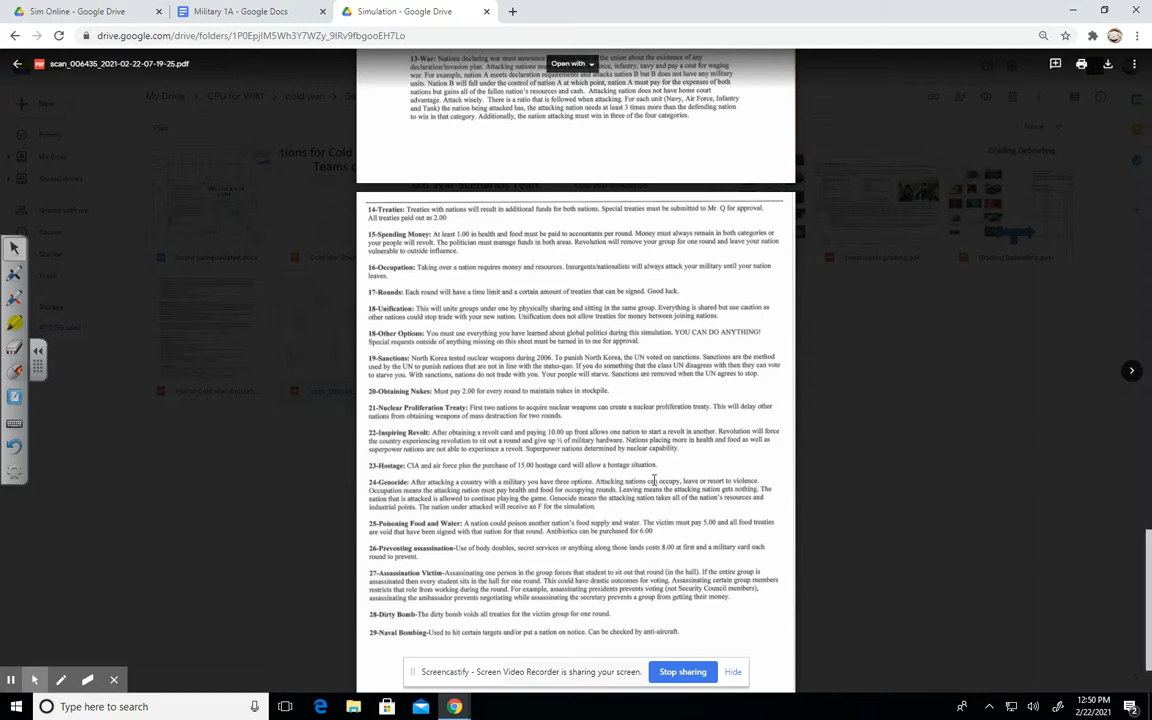 Sim Online - Google Drive
Military 1A - Google Docs
Simulation - Google Drive
drive.google.com/drive/folders/1P0EpjIM5Wh3Y7WZy_9IRv9fbgooEH7Lo
scan_006435_2021-02-22-07-19-25.pdf
Open with
13-War: Nations declaring war must announce the union about the existence of any
declaration/invasion plan. Attacking nations mus force, infantry, navy and pay a cost for waging
war. For example, nation A meets declaration requirements and attacks nation B but B does not have any military
units. Nation B will fall under the control of nation A at which point, nation A must pay for the expenses of both
nations but gains all of the fallen nation's resources and cash. Attacking nation does not have home court
advantage. Attack wisely. There is a ratio that is followed when attacking. For each unit (Navy, Air Force, Infantry
and Tank) the nation being attacked has, the attacking nation needs at least 3 times more than the defending nation
to win in that category. Additionally, the nation attacking must win in three of the four categories.
14-Treaties: Treaties with nations will result in additional funds for both nations. Special treaties must be submitted to Mr. Q for approval.
All treaties paid out as 2.00
15-Spending Money: At least 1.00 in health and food must be paid to accountants per round. Money must always remain in both categories or
your people will revolt. The politician must manage funds in both areas. Revolution will remove your group for one round and leave your nation
vulnerable to outside influence.
16-Occupation: Taking over a nation requires money and resources. Insurgents/nationalists will always attack your military until your nation
leaves.
17-Rounds: Each round will have a time limit and a certain amount of treaties that can be signed. Good luck.
18-Unification: This will unite groups under one by physically sharing and sitting in the same group. Everything is shared but use caution as
other nations could stop trade with your new nation. Unification does not allow treaties for money between joining nations.
18-Other Options: You must use everything you have learned about global politics during this simulation. YOU CAN DO ANYTHING!
Special requests outside of anything missing on this sheet must be turned in to me for approval.
19-Sanctions: North Korea tested nuclear weapons during 2006. To punish North Korea, the UN voted on sanctions. Sanctions are the method
used by the UN to punish nations that are not in line with the status-quo. If you do something that the class UN disagrees with then they can vote
to starve you. With sanctions, nations do not trade with you. Your people will starve. Sanctions are removed when the UN agrees to stop.
20-Obtaining Nukes: Must pay 2.00 for every round to maintain nukes in stockpile.
21-Nuclear Proliferation Treaty: First two nations to acquire nuclear weapons can create a nuclear proliferation treaty. This will delay other
nations from obtaining weapons of mass destruction for two rounds.
22-Inspiring Revolt: After obtaining a revolt card and paying 10.00 up front allows one nation to start a revolt in another. Revolution will force
the country experiencing revolution to sit out a round and give up ½ of military hardware. Nations placing more in health and food as well as
superpower nations are not able to experience a revolt. Superpower nations determined by nuclear capability.
23-Hostage: CIA and air force plus the purchase of 15.00 hostage card will allow a hostage situation.
24-Genocide: After attacking a country with a military you have three options. Attacking nations can occupy, leave or resort to violence.
Occupation means the attacking nation must pay health and food for occupying rounds. Leaving means the attacking nation gets nothing. The
nation that is attacked is allowed to continue playing the game. Genocide means the attacking nation takes all of the nation's resources and
industrial points. The nation under attacked will receive an F for the simulation.
25-Poisoning Food and Water: A nation could poison another nation's food supply and water. The victim must pay 5.00 and all food treaties
are void that have been signed with that nation for that round. Antibiotics can be purchased for 6.00
26-Preventing assassination-Use of body doubles, secret services or anything along those lands costs 8.00 at first and a military card each
round to prevent.
27-Assassination Victim-Assassinating one person in the group forces that student to sit out that round (in the hall). If the entire group is
assassinated then every student sits in the hall for one round. This could have drastic outcomes for voting. Assassinating certain group members
restricts that role from working during the round. For example, assassinating presidents prevents voting (not Security Council members),
assassinating the ambassador prevents negotiating while assassinating the secretary prevents a group from getting their money.
28-Dirty Bomb-The dirty bomb voids all treaties for the victim group for one round.
29-Naval Bombing-Used to hit certain targets and/or put a nation on notice. Can be checked by anti-aircraft.
Screencastify - Screen Video Recorder is sharing your screen.
Stop sharing
Hide
Type here to search
12:50 PM
2/22/2021
New
My Drive
CPU for WIKI
cold war
Priority
My Drive
Shared drives
Shared with me
Grading Debriefing